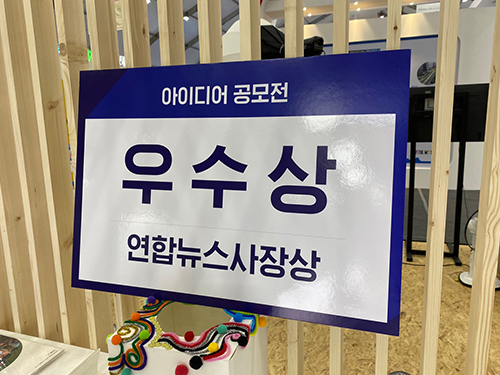 아이디어 공모전
우수상
연합뉴스사장상